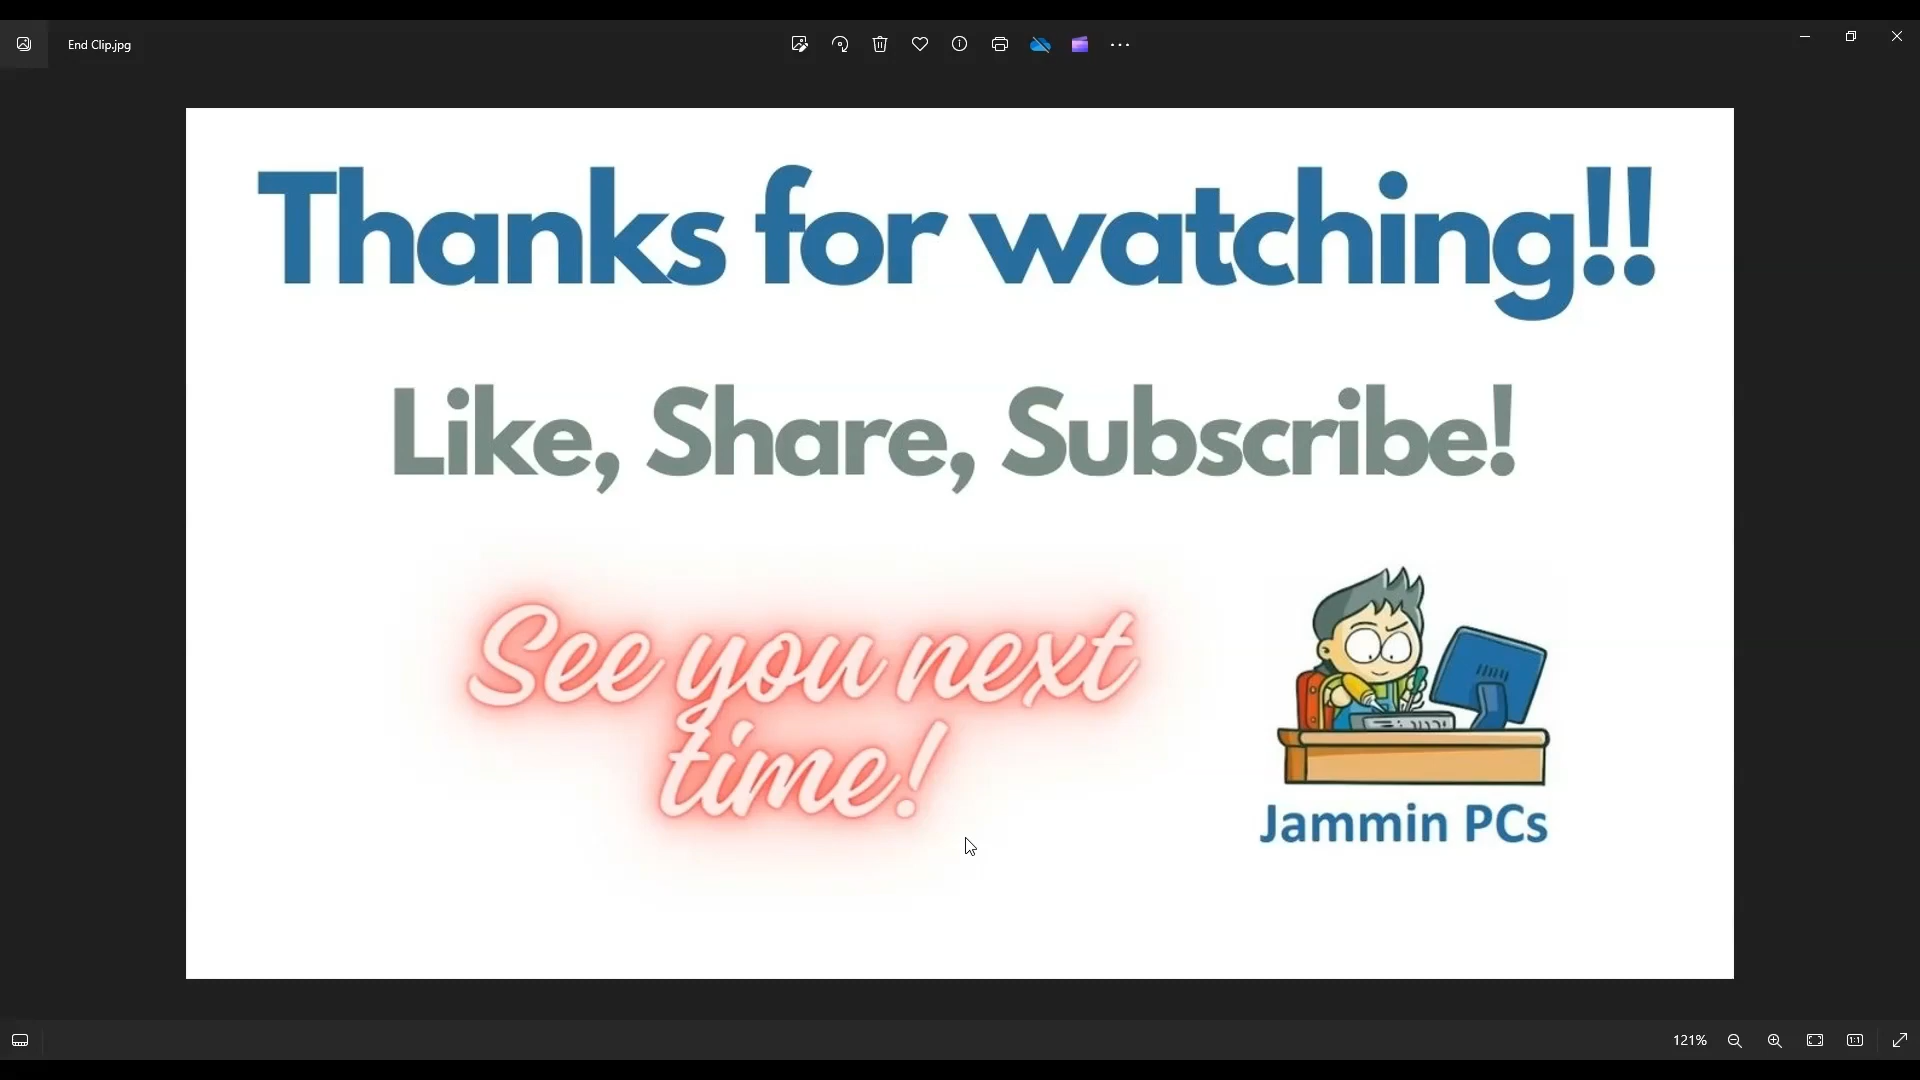 End Clip.jpg
Thanks for watching!!
Like, Share, Subscribe!
See you next
time!
Jammin PCs
121%